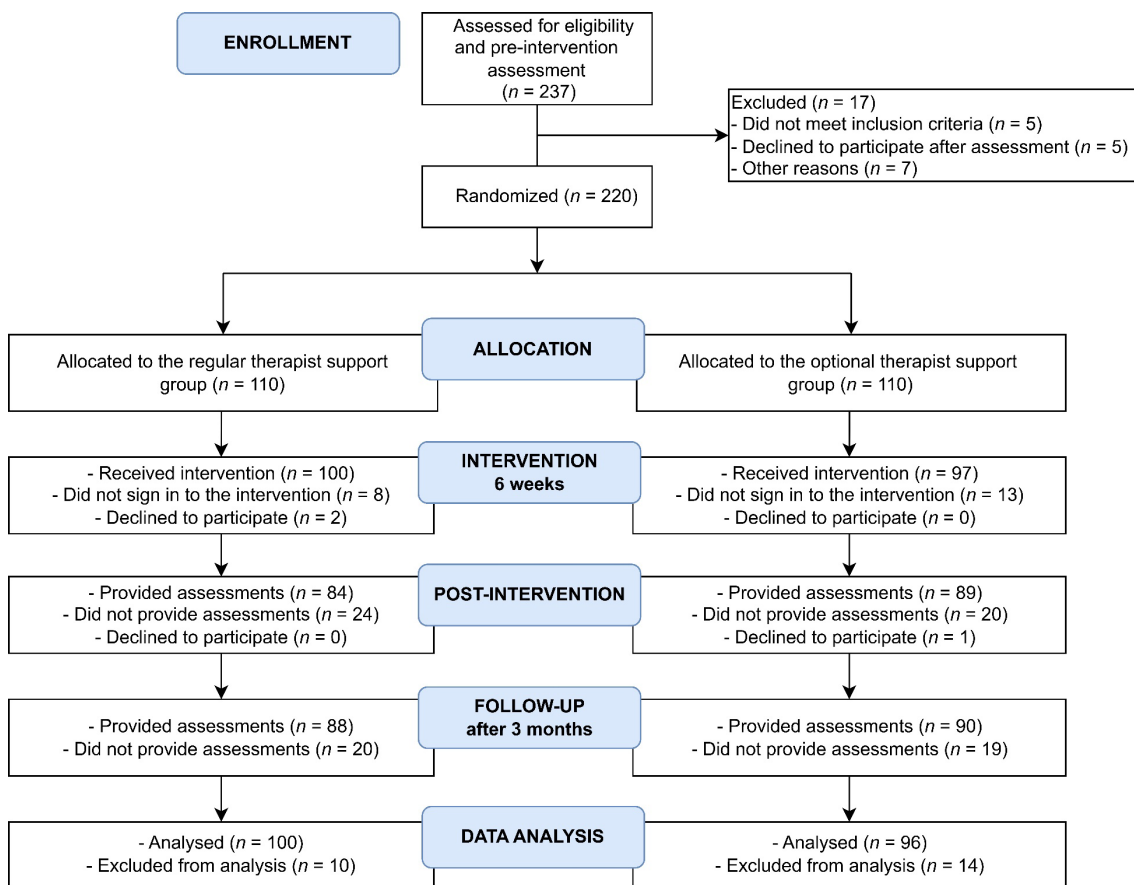 ENROLLMENT
Assessed for eligibility
and pre-intervention
assessment
(n = 237)
Excluded (n = 17)
- Did not meet inclusion criteria (n = 5)
- Declined to participate after assessment (n = 5)
- Other reasons (n = 7)
Randomized (n = 220)
ALLOCATION
Allocated to the regular therapist support
group (n = 110)
Allocated to the optional therapist support
group (n = 110)
INTERVENTION
6 weeks
- Received intervention (n = 100)
- Did not sign in to the intervention (n = 8)
- Declined to participate (n = 2)
- Received intervention (n = 97)
- Did not sign in to the intervention (n = 13)
- Declined to participate (n = 0)
POST-INTERVENTION
- Provided assessments (n = 84)
- Did not provide assessments (n = 24)
- Declined to participate (n = 0)
- Provided assessments (n = 89)
- Did not provide assessments (n = 20)
- Declined to participate (n = 1)
FOLLOW-UP
after 3 months
- Provided assessments (n = 88)
- Did not provide assessments (n = 20)
- Provided assessments (n = 90)
- Did not provide assessments (n = 19)
DATA ANALYSIS
- Analysed (n = 100)
- Excluded from analysis (n = 10)
- Analysed (n = 96)
- Excluded from analysis (n = 14)